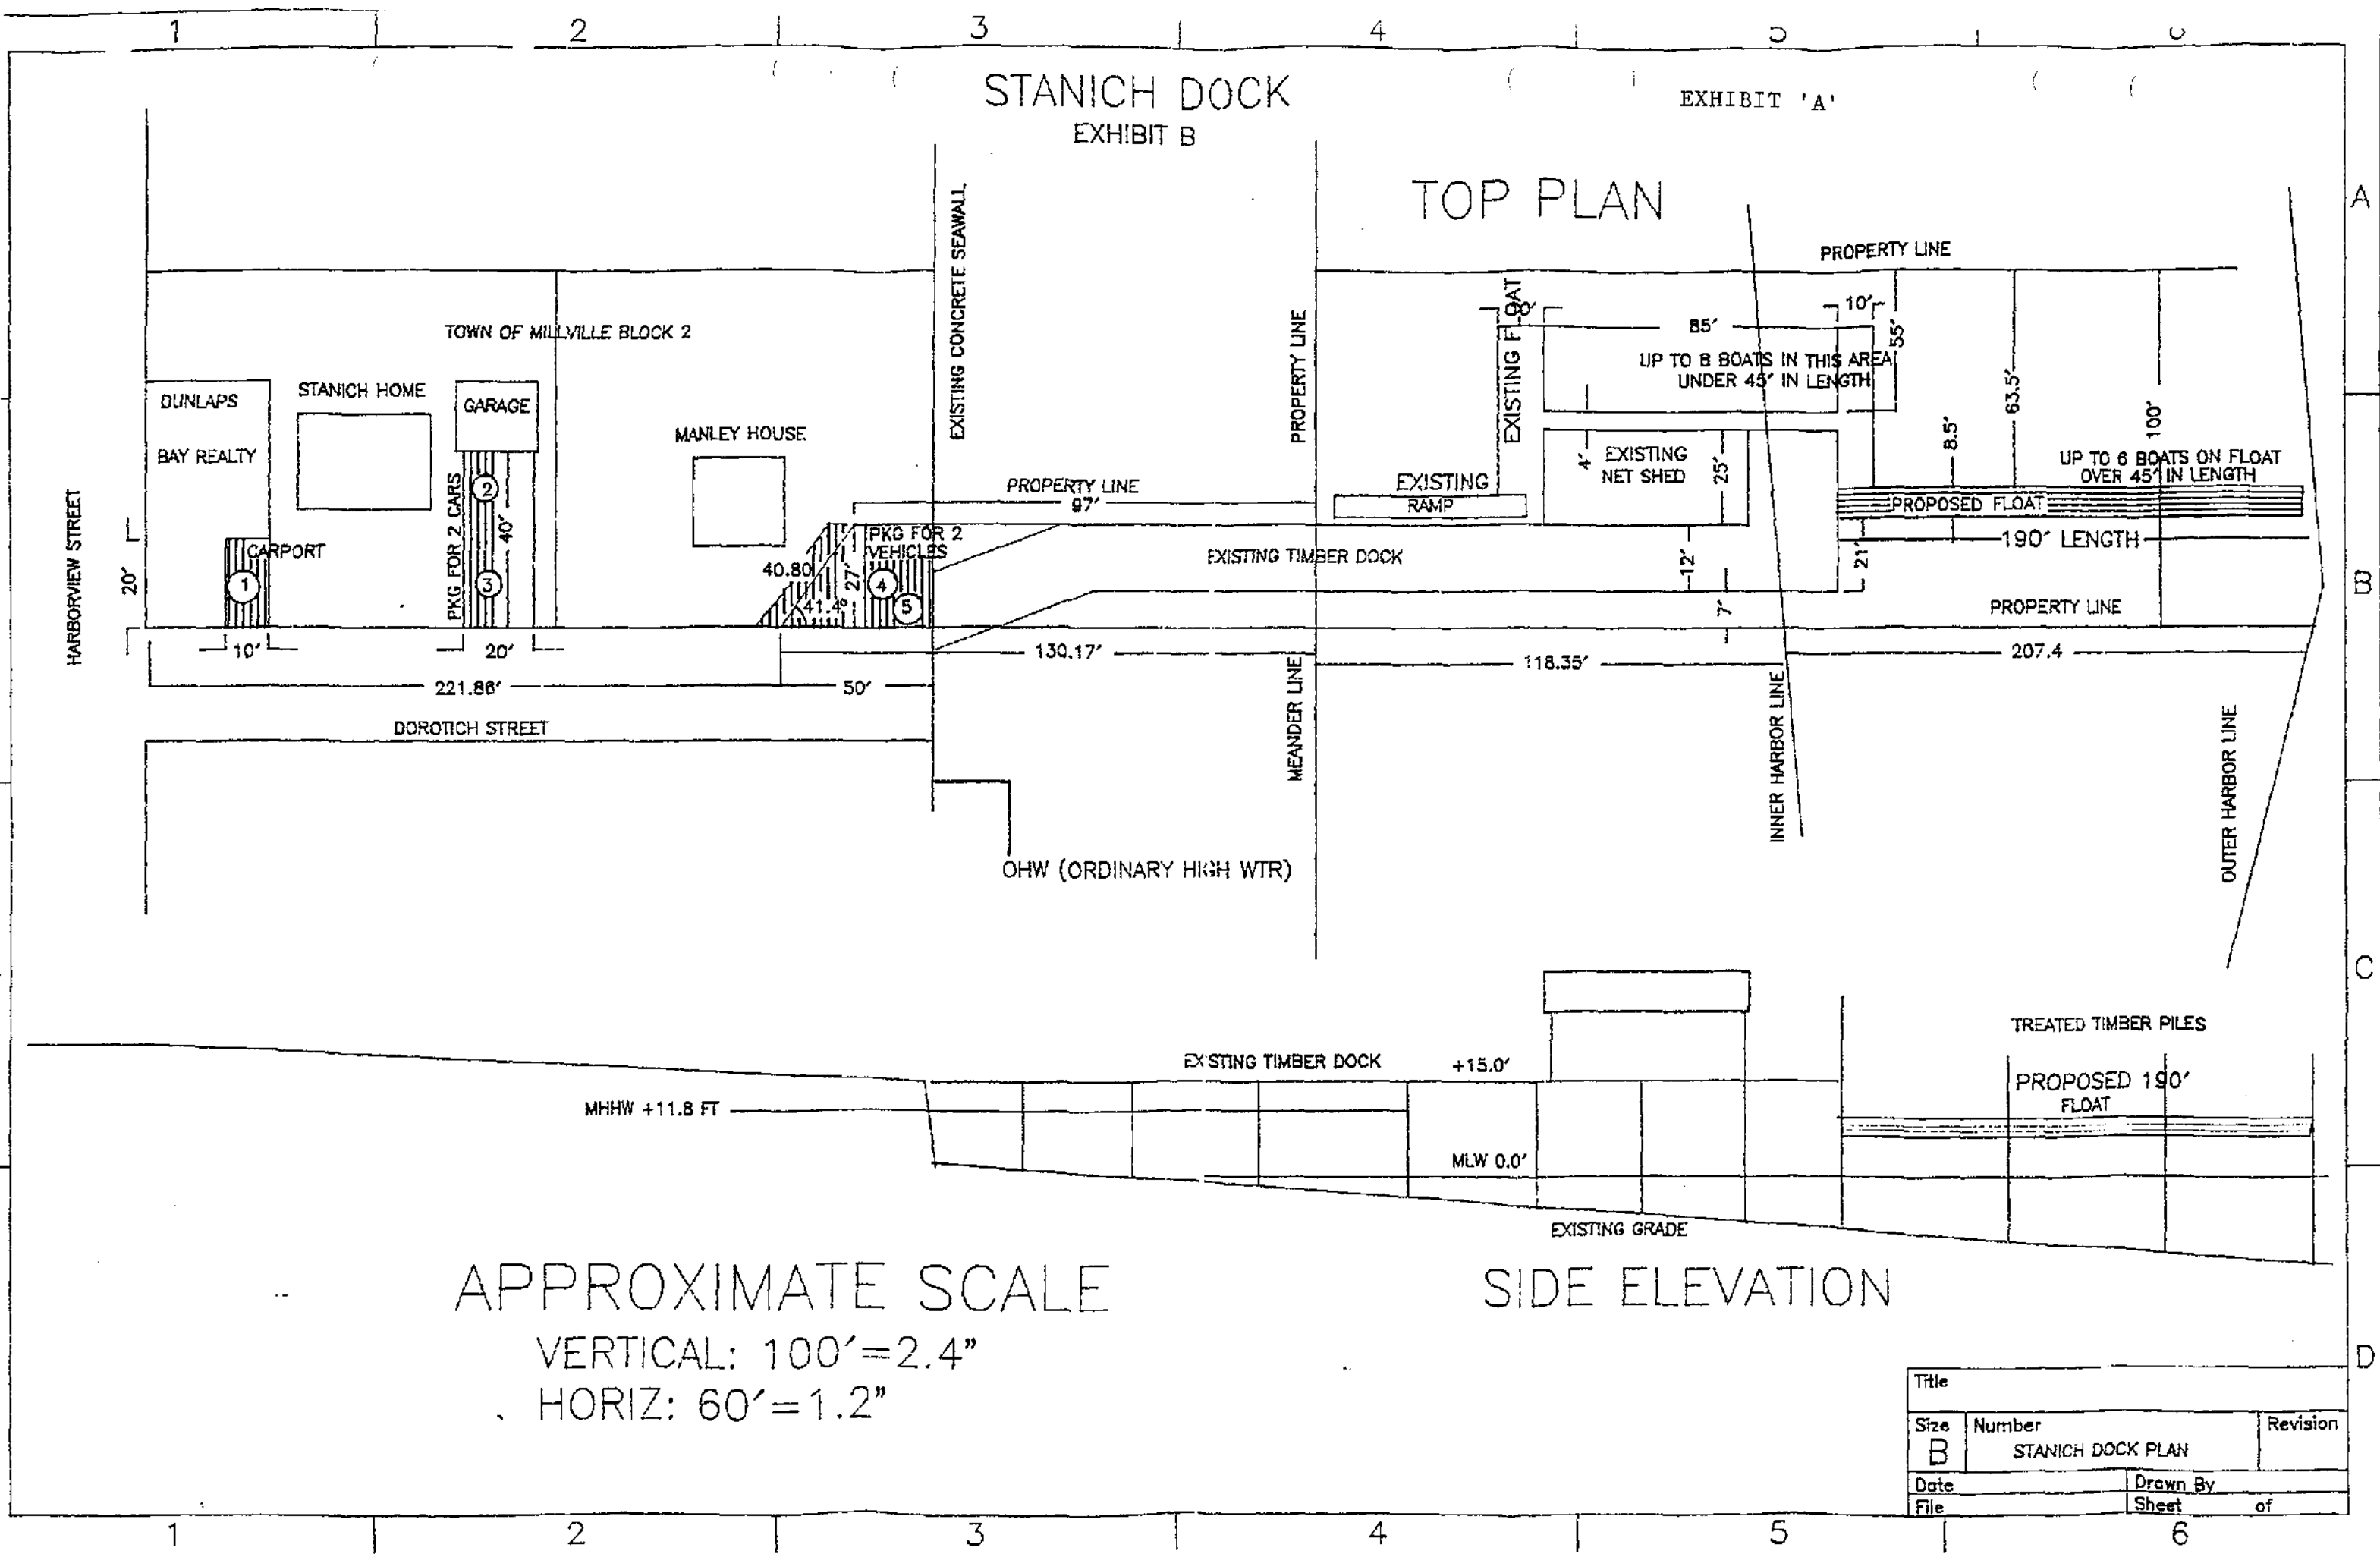 1 2 3 4 5 6
STANICH DOCK
EXHIBIT B
EXHIBIT 'A'
TOP PLAN
A
B
C
D
PROPERTY LINE
EXISTING CONCRETE SEAWALL
PROPERTY LINE
EXISTING FLOAT
8'
10'
85'
55'
UP TO 8 BOATS IN THIS AREA
UNDER 45' IN LENGTH
63.5'
100'
8.5'
TOWN OF MILLVILLE BLOCK 2
DUNLAPS
BAY REALTY
STANICH HOME
GARAGE
MANLEY HOUSE
HARBORVIEW STREET
20'
CARPORT
1
10'
PKG FOR 2 CARS
2
3
40'
20'
40.80
41.4°
27'
PKG FOR 2
VEHICLES
4
5
PROPERTY LINE
97'
EXISTING
RAMP
4'
EXISTING
NET SHED
25'
UP TO 6 BOATS ON FLOAT
OVER 45' IN LENGTH
PROPOSED FLOAT
190' LENGTH
EXISTING TIMBER DOCK
12'
21'
7'
PROPERTY LINE
221.86'
50'
130.17'
118.35'
207.4
DOROTICH STREET
MEANDER LINE
INNER HARBOR LINE
OUTER HARBOR LINE
OHW (ORDINARY HIGH WTR)
TREATED TIMBER PILES
EXISTING TIMBER DOCK
+15.0'
PROPOSED 190'
FLOAT
MHHW +11.8 FT
MLW 0.0'
EXISTING GRADE
APPROXIMATE SCALE
VERTICAL: 100'=2.4"
HORIZ: 60'=1.2"
SIDE ELEVATION
Title
Size
B
Number
STANICH DOCK PLAN
Revision
Date
Drawn By
File
Sheet of
1 2 3 4 5 6